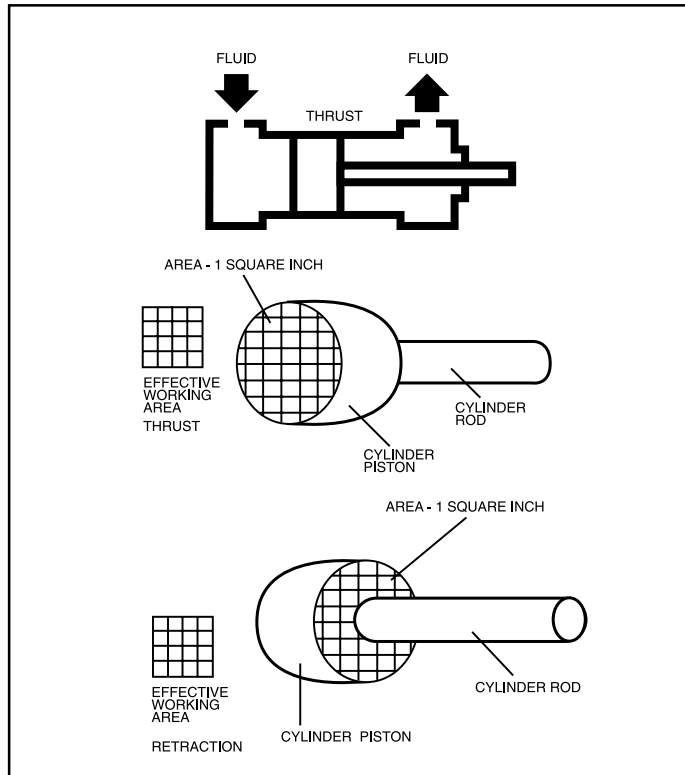 FLUID
FLUID
THRUST
AREA - 1 SQUARE INCH
EFFECTIVE
WORKING
AREA
THRUST
CYLINDER
ROD
CYLINDER
PISTON
AREA - 1 SQUARE INCH
EFFECTIVE
WORKING
AREA
RETRACTION
CYLINDER ROD
CYLINDER PISTON